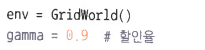 env = GridWorld()
gamma = 0.9  # 할인율